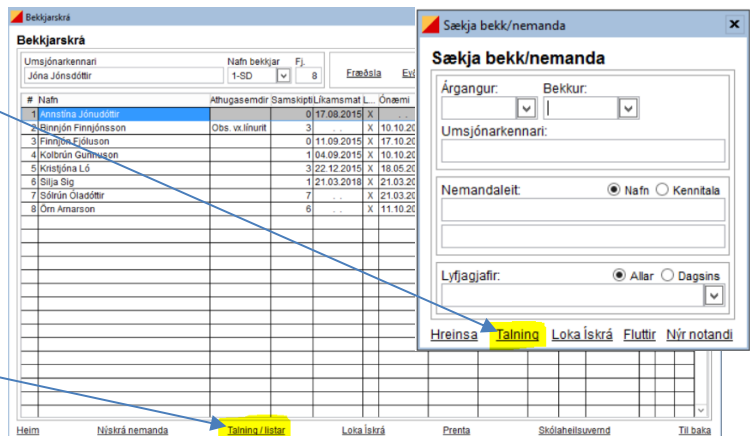 Bekkjarskrá
Bekkjarskrá
Umsjónarkennari Nafn bekkjar Fj.
Jóna Jónsdóttir 1-SD 8 Fræðsla
# Nafn Athugasemdir Samskipti Líkamsmat L... Ónæmi
1 Annstína Jónudóttir 0 17.08.2015 X . .
2 Binnjón Finnjónsson Obs. vx.línurit 3 . . X 10.10.20
3 Finnjón Fjóluson 0 11.09.2015 X 17.10.20
4 Kolbrún Gunnuson 1 04.09.2015 X 10.10.20
5 Kristjóna Ló 3 22.12.2015 X 18.05.20
6 Silja Sig 1 21.03.2018 X 21.03.20
7 Sólrún Óladóttir 7 . . X 21.03.20
8 Örn Arnarson 6 . . X 11.10.20
Heim Nýskrá nemanda Talning / listar Loka Ískrá Prenta Skólaheilsuvernd Til baka
Sækja bekk/nemanda
Sækja bekk/nemanda
Árgangur: Bekkur:
Umsjónarkennari:
Nemandaleit: Nafn Kennitala
Lyfjagjafir: Allar Dagsins
Hreinsa Talning Loka Ískrá Fluttir Nýr notandi